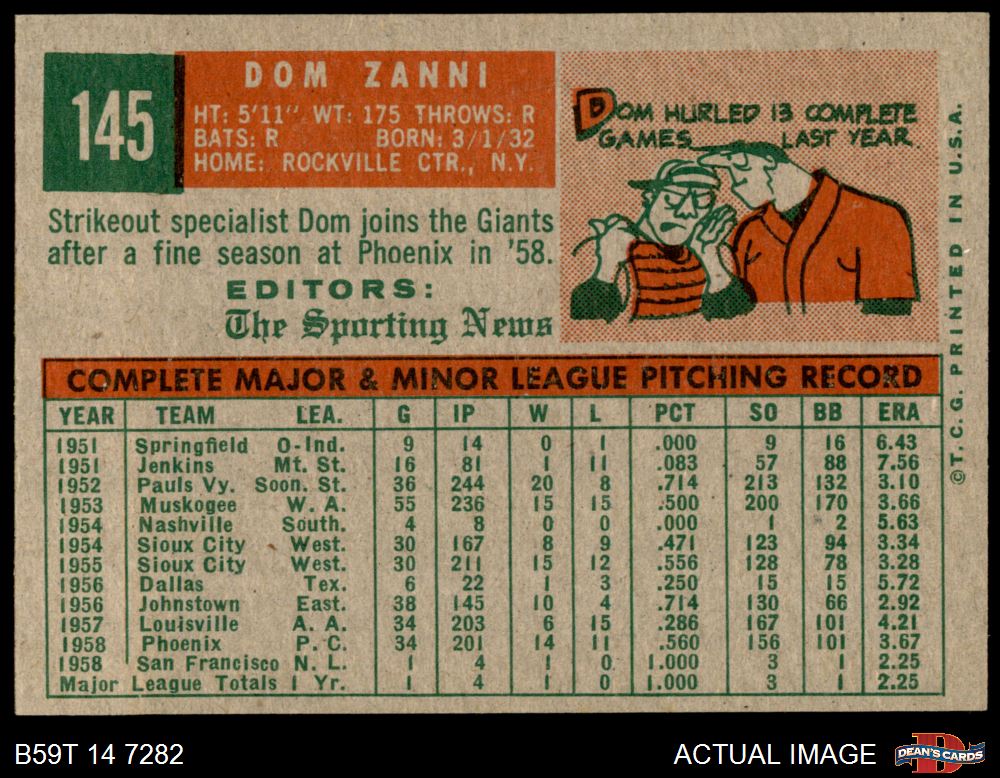 145
DOM ZANNI
HT: 5'11" WT: 175 THROWS: R
BATS: R BORN: 3/1/32
HOME: ROCKVILLE CTR., N.Y.
DOM HURLED 13 COMPLETE
GAMES LAST YEAR.
Strikeout specialist Dom joins the Giants
after a fine season at Phoenix in '58.
EDITORS:
The Sporting News
COMPLETE MAJOR & MINOR LEAGUE PITCHING RECORD
YEAR TEAM LEA. G IP W L PCT SO BB ERA
1951 Springfield O-Ind. 9 14 0 1 .000 9 16 6.43
1951 Jenkins Mt. St. 16 81 1 11 .083 57 88 7.56
1952 Pauls Vy. Soon. St. 36 244 20 8 .714 213 132 3.10
1953 Muskogee W. A. 55 236 15 15 .500 200 170 3.66
1954 Nashville South. 4 8 0 0 .000 1 2 5.63
1954 Sioux City West. 30 167 8 9 .471 123 94 3.34
1955 Sioux City West. 30 211 15 12 .556 128 78 3.28
1956 Dallas Tex. 6 22 1 3 .250 15 15 5.72
1956 Johnstown East. 38 145 10 4 .714 130 66 2.92
1957 Louisville A. A. 34 203 6 15 .286 167 101 4.21
1958 Phoenix P. C. 34 201 14 11 .560 156 101 3.67
1958 San Francisco N. L. 1 4 1 0 1.000 3 1 2.25
Major League Totals 1 Yr. 1 4 1 0 1.000 3 1 2.25
©T.C.G. PRINTED IN U.S.A.
B59T 14 7282
ACTUAL IMAGE
DEAN'S CARDS